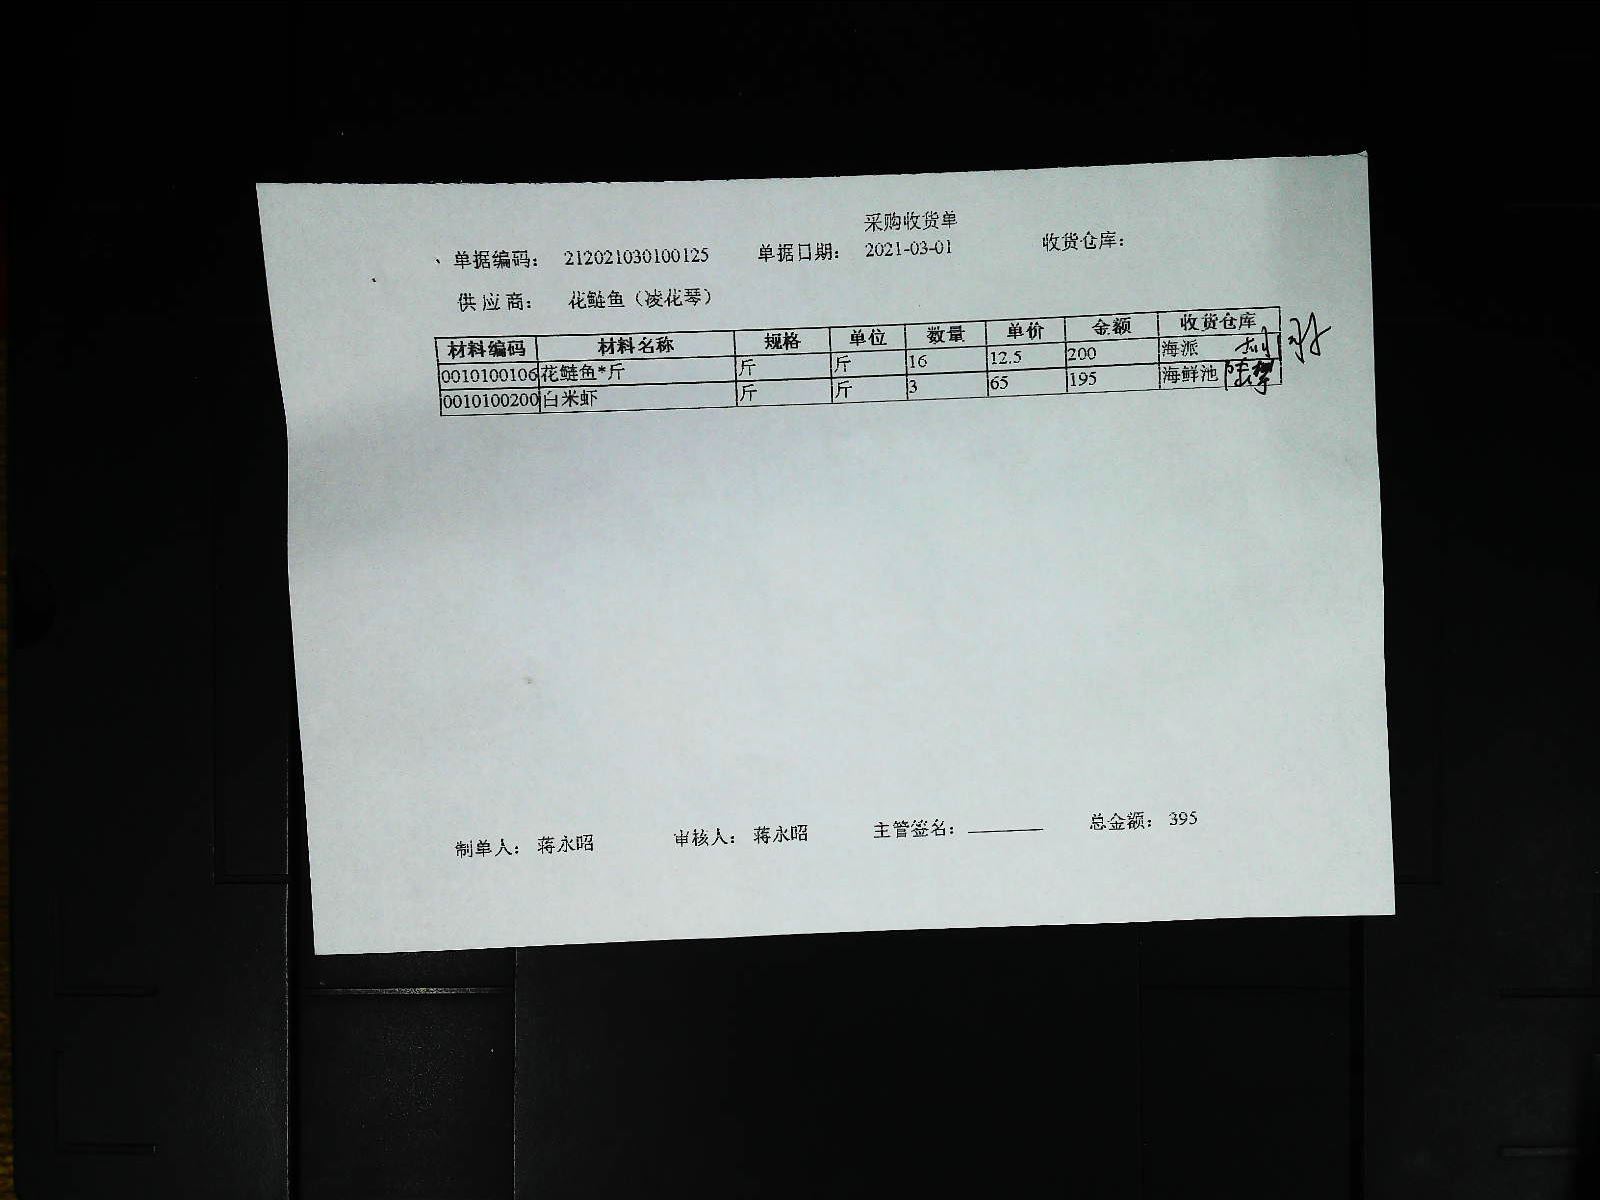 采购收货单
单据编码： 212021030100125 单据日期： 2021-03-01 收货仓库：
供应商： 花鲢鱼（凌花琴）
材料编码 材料名称 规格 单位 数量 单价 金额 收货仓库
0010100106 花鲢鱼*斤 斤 斤 16 12.5 200 海派
0010100200 白米虾 斤 斤 3 65 195 海鲜池
制单人： 蒋永昭 审核人： 蒋永昭 主管签名： 总金额： 395